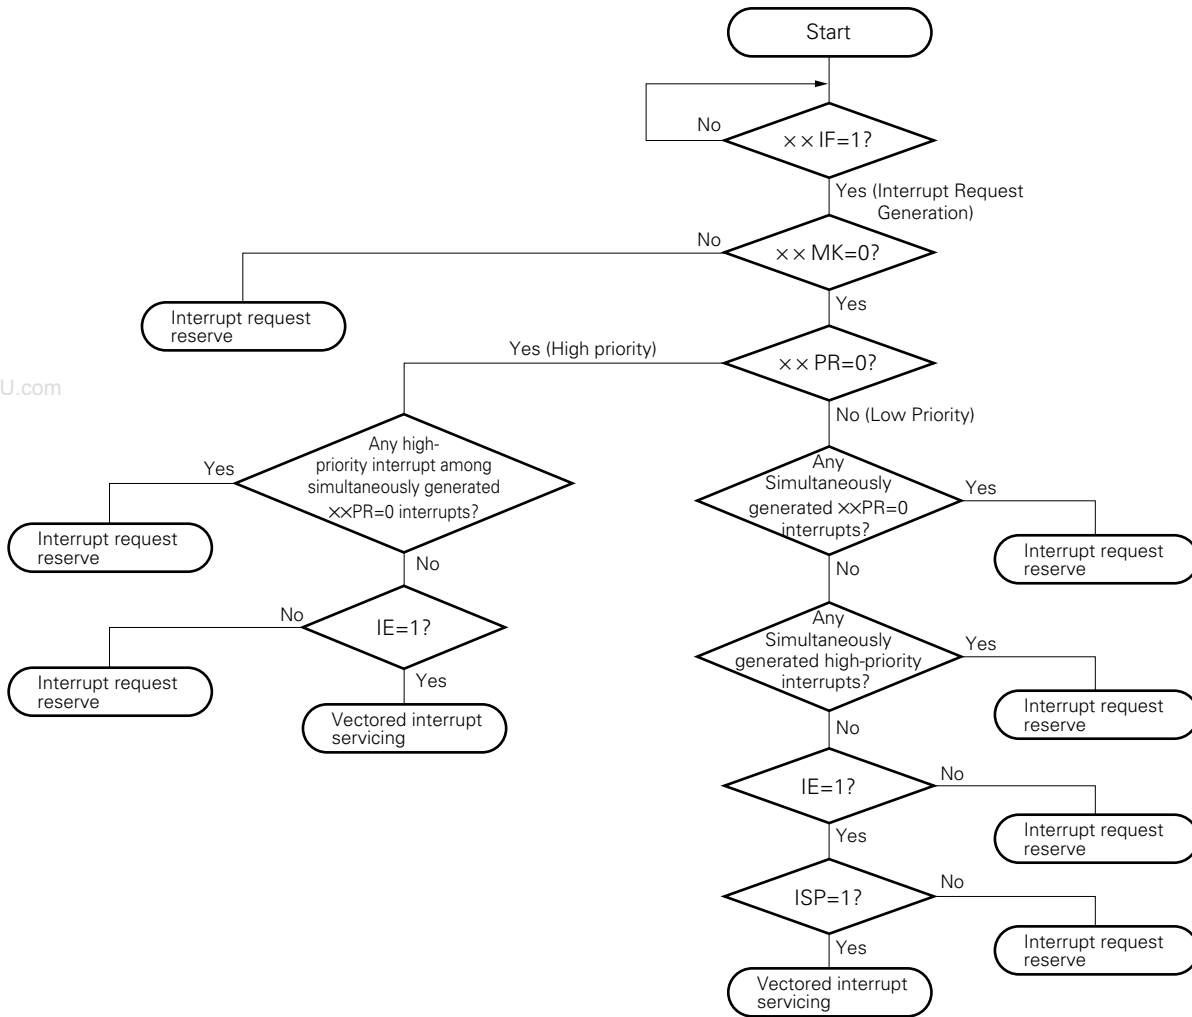 Start
No
××IF=1?
Yes (Interrupt Request
Generation)
No
××MK=0?
Interrupt request
reserve
Yes
Yes (High priority)
××PR=0?
U.com
No (Low Priority)
Any high-
priority interrupt among
simultaneously generated
××PR=0 interrupts?
Yes
Interrupt request
reserve
No
Any
Simultaneously
generated ××PR=0
interrupts?
Yes
Interrupt request
reserve
No
No
IE=1?
Interrupt request
reserve
Yes
Vectored interrupt
servicing
Any
Simultaneously
generated high-priority
interrupts?
Yes
Interrupt request
reserve
No
IE=1?
No
Interrupt request
reserve
Yes
ISP=1?
No
Interrupt request
reserve
Yes
Vectored interrupt
servicing